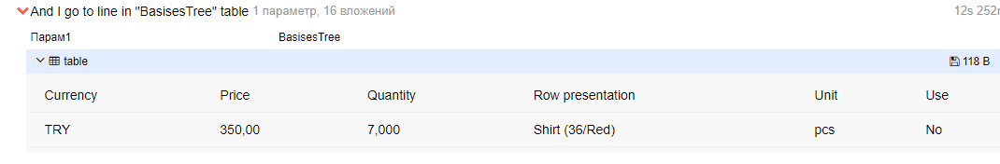 And I go to line in "BasisesTree" table 1 параметр, 16 вложений 12s 252
Парам1 BasisesTree
table 118 B
Currency Price Quantity Row presentation Unit Use
TRY 350,00 7,000 Shirt (36/Red) pcs No